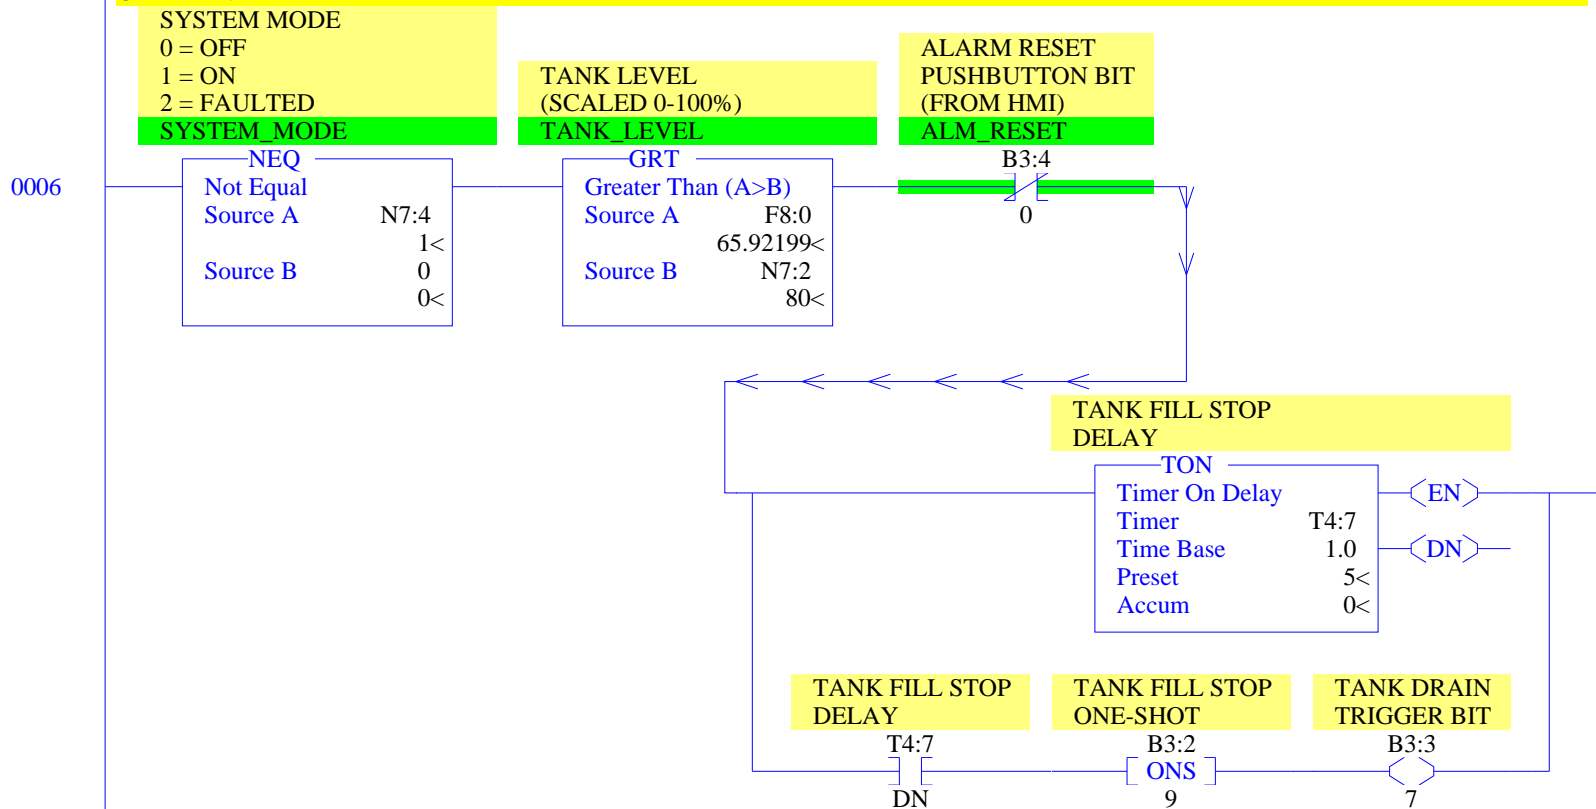 SYSTEM MODE
0 = OFF
1 = ON
2 = FAULTED
SYSTEM_MODE
TANK LEVEL
(SCALED 0-100%)
TANK_LEVEL
ALARM RESET
PUSHBUTTON BIT
(FROM HMI)
ALM_RESET
0006
NEQ
Not Equal
Source A N7:4
1<
Source B 0
0<
GRT
Greater Than (A>B)
Source A F8:0
65.92199<
Source B N7:2
80<
B3:4
0
TANK FILL STOP
DELAY
TON
Timer On Delay
Timer T4:7
Time Base 1.0
Preset 5<
Accum 0<
EN
DN
TANK FILL STOP
DELAY
T4:7
DN
TANK FILL STOP
ONE-SHOT
B3:2
ONS
9
TANK DRAIN
TRIGGER BIT
B3:3
7